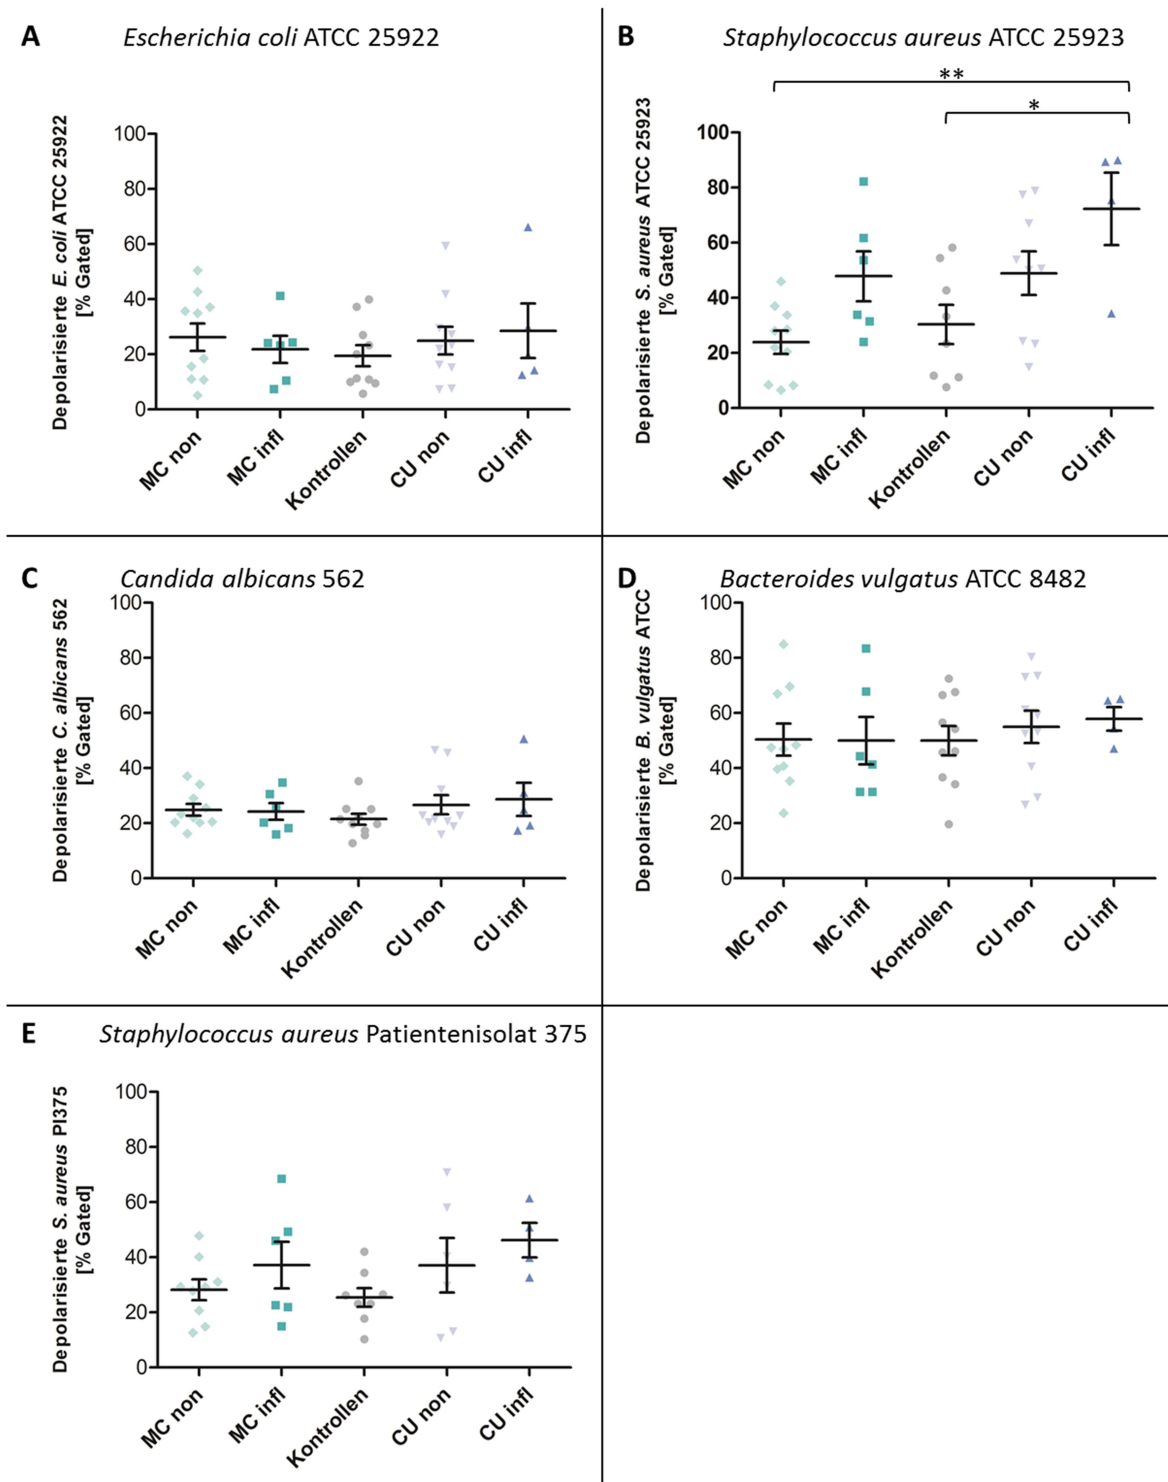 A Escherichia coli ATCC 25922
Depolarisierte E. coli ATCC 25922
[% Gated]
100
80
60
40
20
0
MC non
MC infl
Kontrollen
CU non
CU infl
B Staphylococcus aureus ATCC 25923
**
*
Depolarisierte S. aureus ATCC 25923
[% Gated]
100
80
60
40
20
0
MC non
MC infl
Kontrollen
CU non
CU infl
C Candida albicans 562
Depolarisierte C. albicans 562
[% Gated]
100
80
60
40
20
0
MC non
MC infl
Kontrollen
CU non
CU infl
D Bacteroides vulgatus ATCC 8482
Depolarisierte B. vulgatus ATCC
[% Gated]
100
80
60
40
20
0
MC non
MC infl
Kontrollen
CU non
CU infl
E Staphylococcus aureus Patientenisolat 375
Depolarisierte S. aureus PI375
[% Gated]
100
80
60
40
20
0
MC non
MC infl
Kontrollen
CU non
CU infl